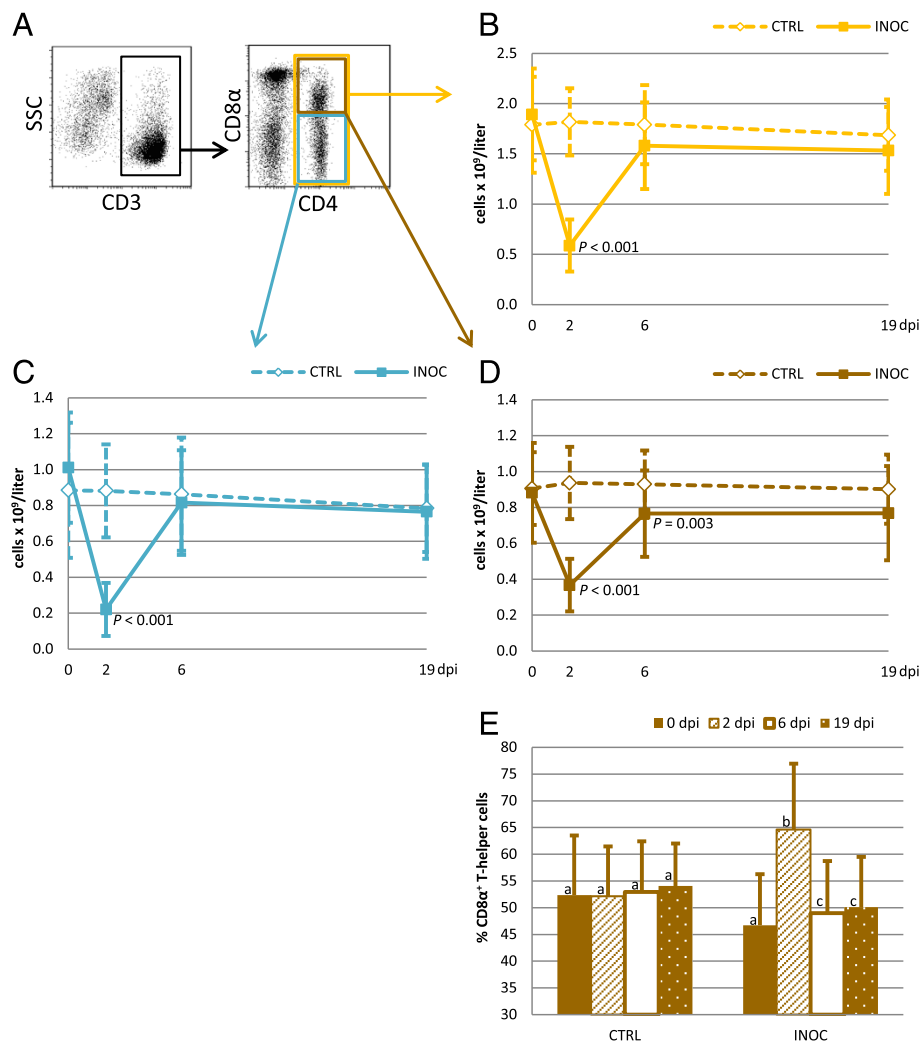 A
SSC
CD3
CD8α
CD4
B
CTRL INOC
cells x 10⁹/liter
2.5
2.0
1.5
1.0
0.5
0.0
P < 0.001
0 2 6 19 dpi
C
CTRL INOC
cells x 10⁹/liter
1.4
1.2
1.0
0.8
0.6
0.4
0.2
0.0
P < 0.001
0 2 6 19 dpi
D
CTRL INOC
cells x 10⁹/liter
1.4
1.2
1.0
0.8
0.6
0.4
0.2
0.0
P = 0.003
P < 0.001
0 2 6 19 dpi
E
0 dpi 2 dpi 6 dpi 19 dpi
% CD8α⁺ T-helper cells
80
75
70
65
60
55
50
45
40
35
30
a a a a
a b c c
CTRL INOC